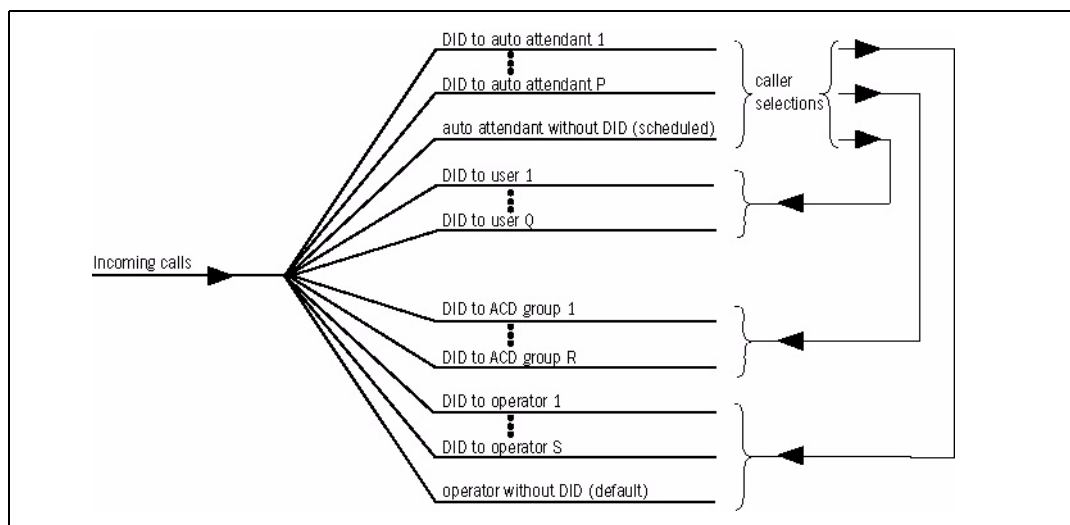 DID to auto attendant 1
DID to auto attendant P
caller
selections
auto attendant without DID (scheduled)
DID to user 1
DID to user Q
Incoming calls
DID to ACD group 1
DID to ACD group R
DID to operator 1
DID to operator S
operator without DID (default)